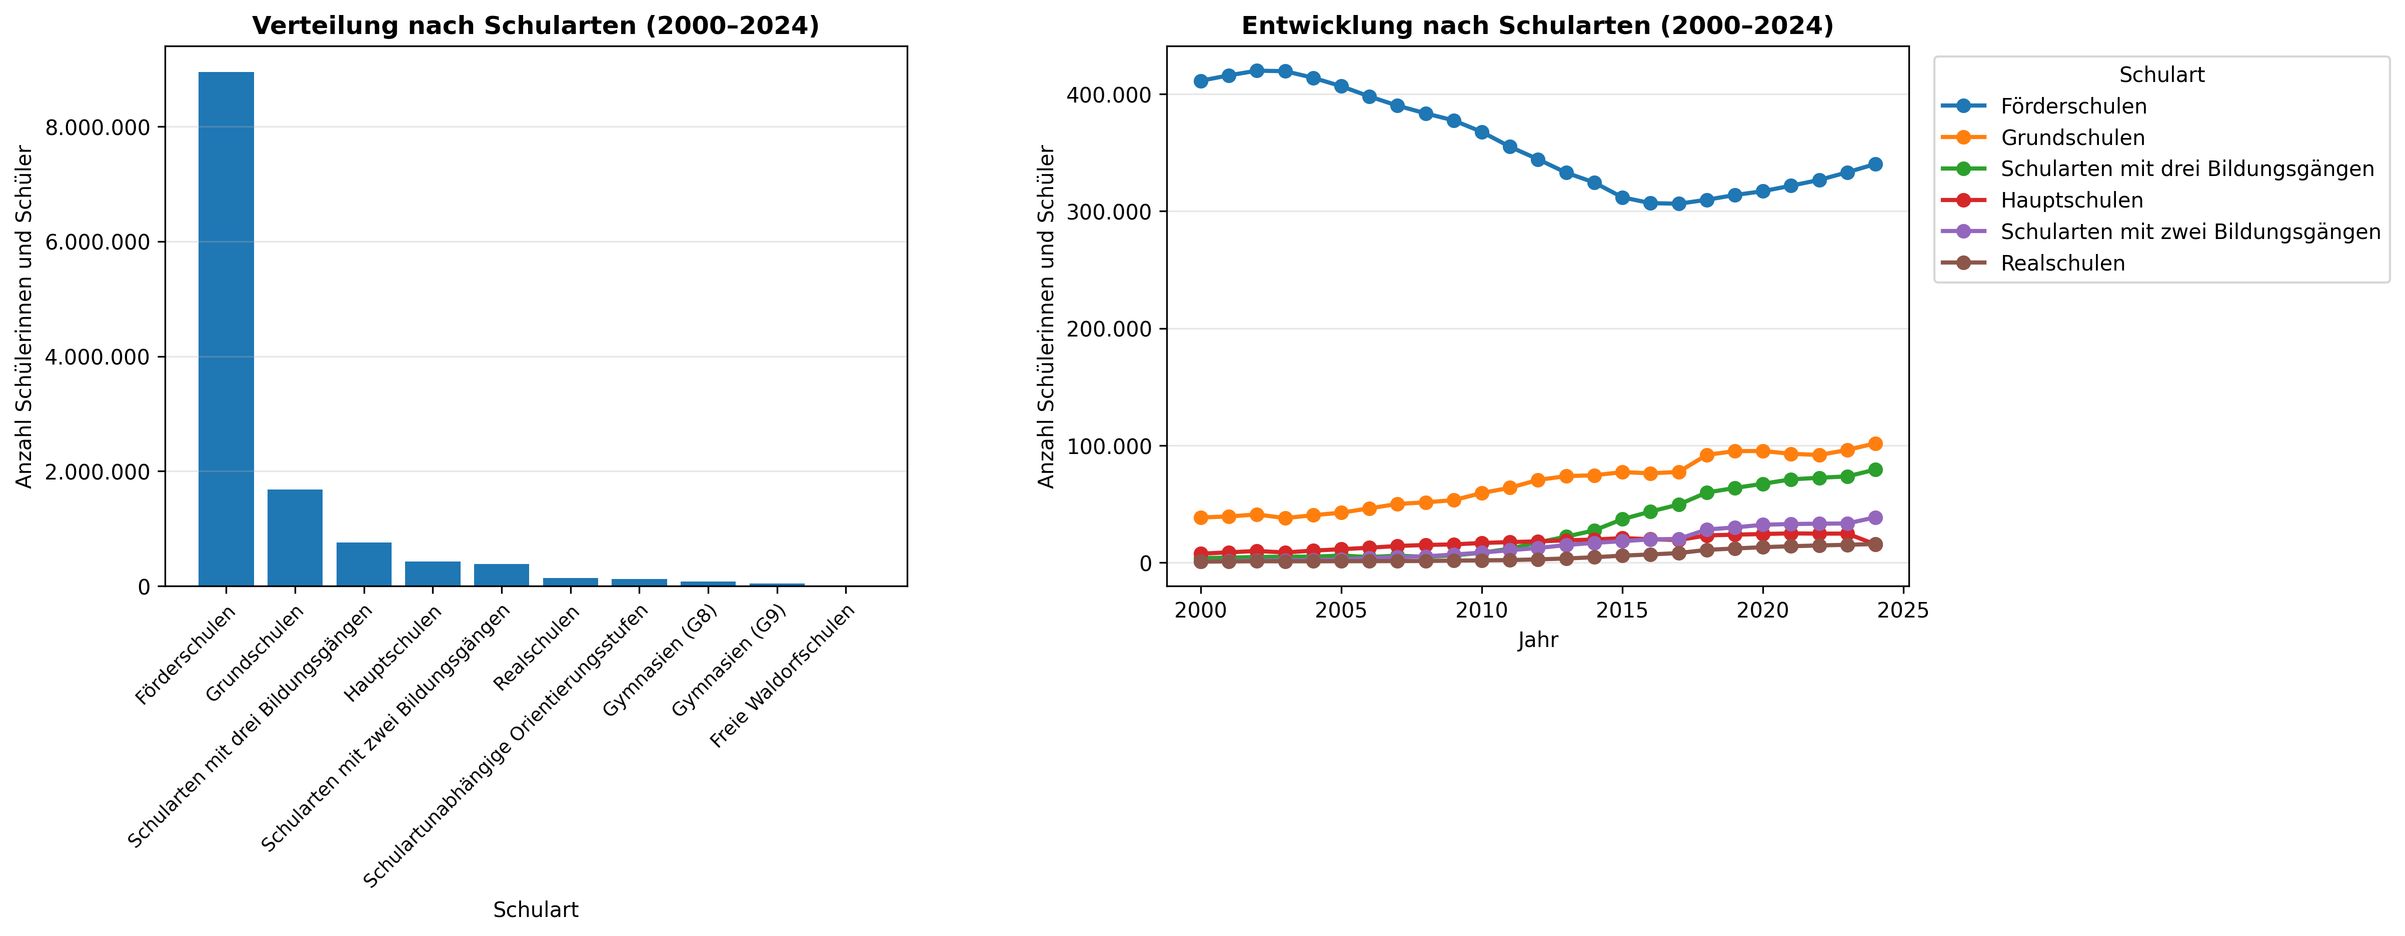 Verteilung nach Schularten (2000–2024)
Anzahl Schülerinnen und Schüler
8.000.000
6.000.000
4.000.000
2.000.000
0
Förderschulen
Grundschulen
Schularten mit drei Bildungsgängen
Hauptschulen
Schularten mit zwei Bildungsgängen
Realschulen
Schulartunabhängige Orientierungsstufen
Gymnasien (G8)
Gymnasien (G9)
Freie Waldorfschulen
Schulart
Entwicklung nach Schularten (2000–2024)
Anzahl Schülerinnen und Schüler
400.000
300.000
200.000
100.000
0
2000
2005
2010
2015
2020
2025
Jahr
Schulart
Förderschulen
Grundschulen
Schularten mit drei Bildungsgängen
Hauptschulen
Schularten mit zwei Bildungsgängen
Realschulen